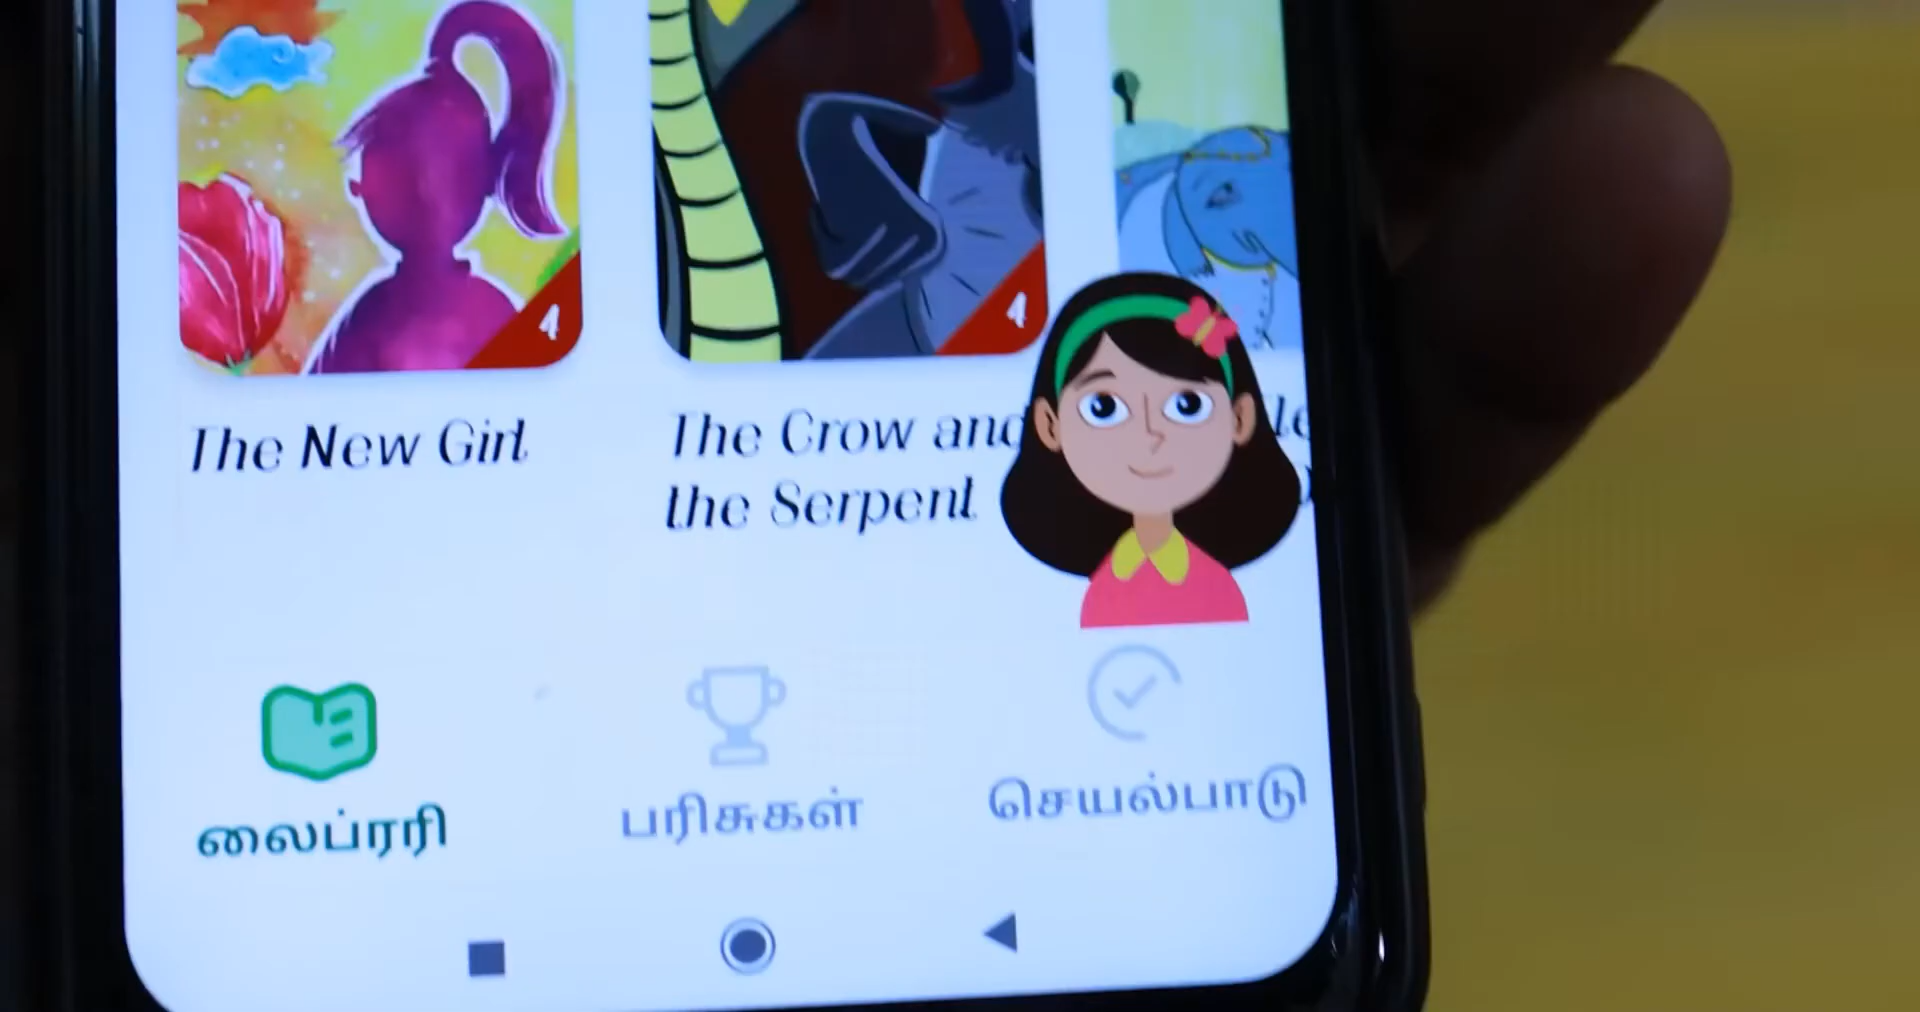 4
4
The New Girl
The Crow and
the Serpent
லைப்ரரி
பரிசுகள்
செயல்பாடு